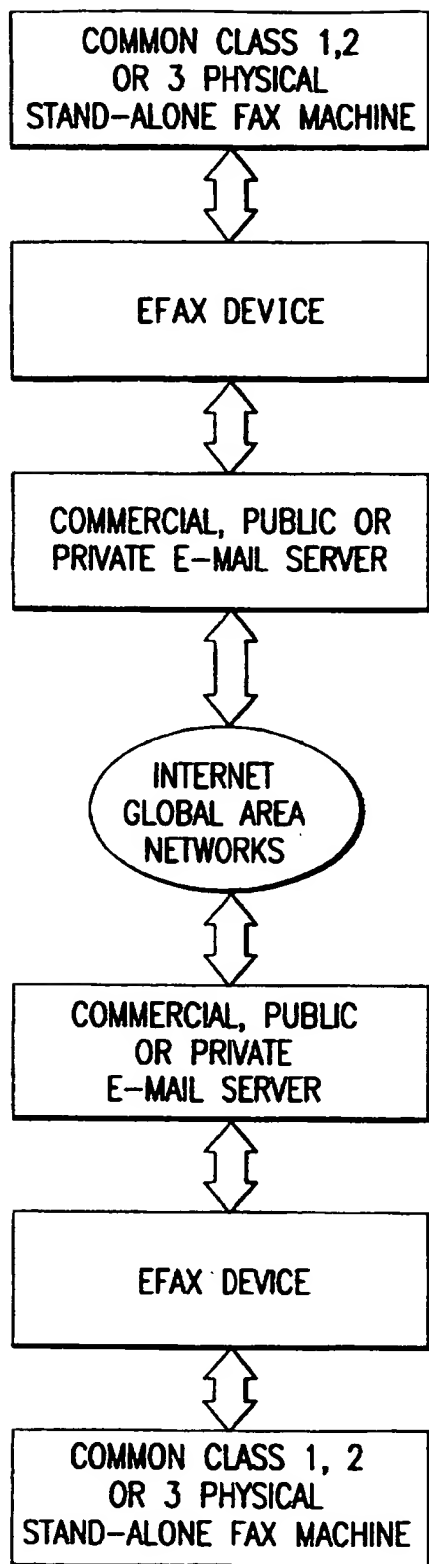 COMMON CLASS 1,2
OR 3 PHYSICAL
STAND-ALONE FAX MACHINE
EFAX DEVICE
COMMERCIAL, PUBLIC OR
PRIVATE E-MAIL SERVER
INTERNET
GLOBAL AREA
NETWORKS
COMMERCIAL, PUBLIC
OR PRIVATE
E-MAIL SERVER
EFAX DEVICE
COMMON CLASS 1, 2
OR 3 PHYSICAL
STAND-ALONE FAX MACHINE